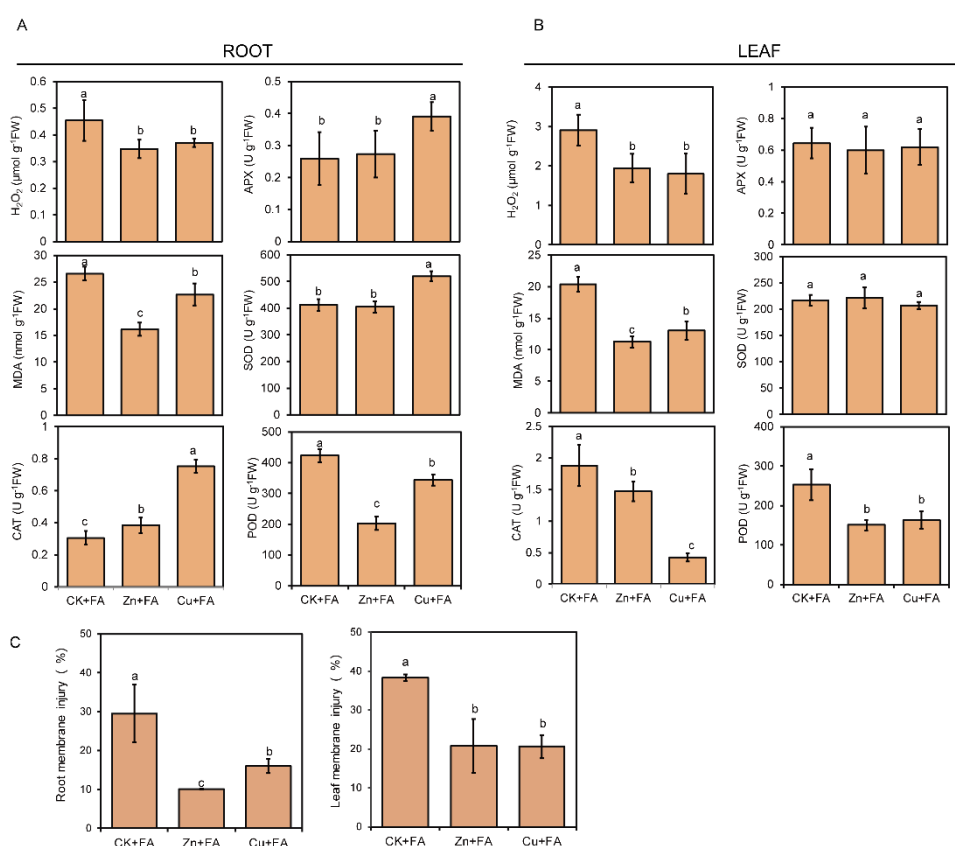 A
ROOT
B
LEAF
H₂O₂ (μmol g⁻¹FW)
0.6
0.5
0.4
0.3
0.2
0.1
0
a
b
b
APX (U g⁻¹FW)
0.5
0.4
0.3
0.2
0.1
0
b
b
a
H₂O₂ (μmol g⁻¹FW)
4
3
2
1
0
a
b
b
APX (U g⁻¹FW)
1
0.8
0.6
0.4
0.2
0
a
a
a
MDA (nmol g⁻¹FW)
30
25
20
15
10
5
0
a
c
b
SOD (U g⁻¹FW)
600
500
400
300
200
100
0
b
b
a
MDA (nmol g⁻¹FW)
20
15
10
5
0
25
a
c
b
SOD (U g⁻¹FW)
300
250
200
150
100
50
0
a
a
a
CAT (U g⁻¹FW)
1
0.8
0.6
0.4
0.2
0
c
b
a
CK+FA Zn+FA Cu+FA
POD (U g⁻¹FW)
500
400
300
200
100
0
a
c
b
CK+FA Zn+FA Cu+FA
CAT (U g⁻¹FW)
2.5
2
1.5
1
0.5
0
a
b
c
CK+FA Zn+FA Cu+FA
POD (U g⁻¹FW)
400
300
250
150
100
0
a
b
b
CK+FA Zn+FA Cu+FA
C
Root membrane injury ( %)
50
40
30
20
10
0
a
c
b
CK+FA Zn+FA Cu+FA
Leaf membrane injury ( %)
50
40
30
20
10
0
a
b
b
CK+FA Zn+FA Cu+FA